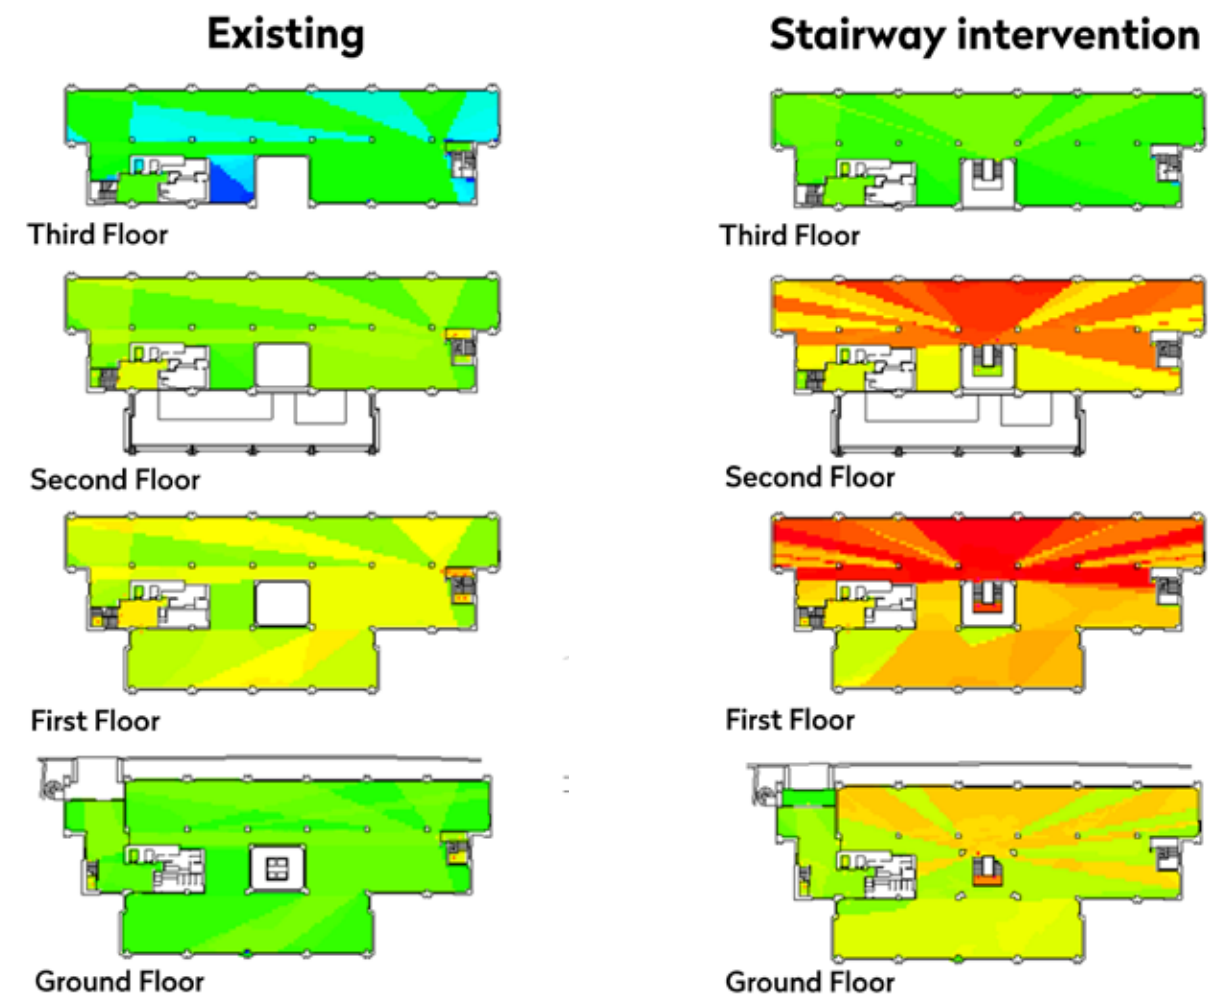 Existing
Stairway intervention
Third Floor
Third Floor
Second Floor
Second Floor
First Floor
First Floor
Ground Floor
Ground Floor